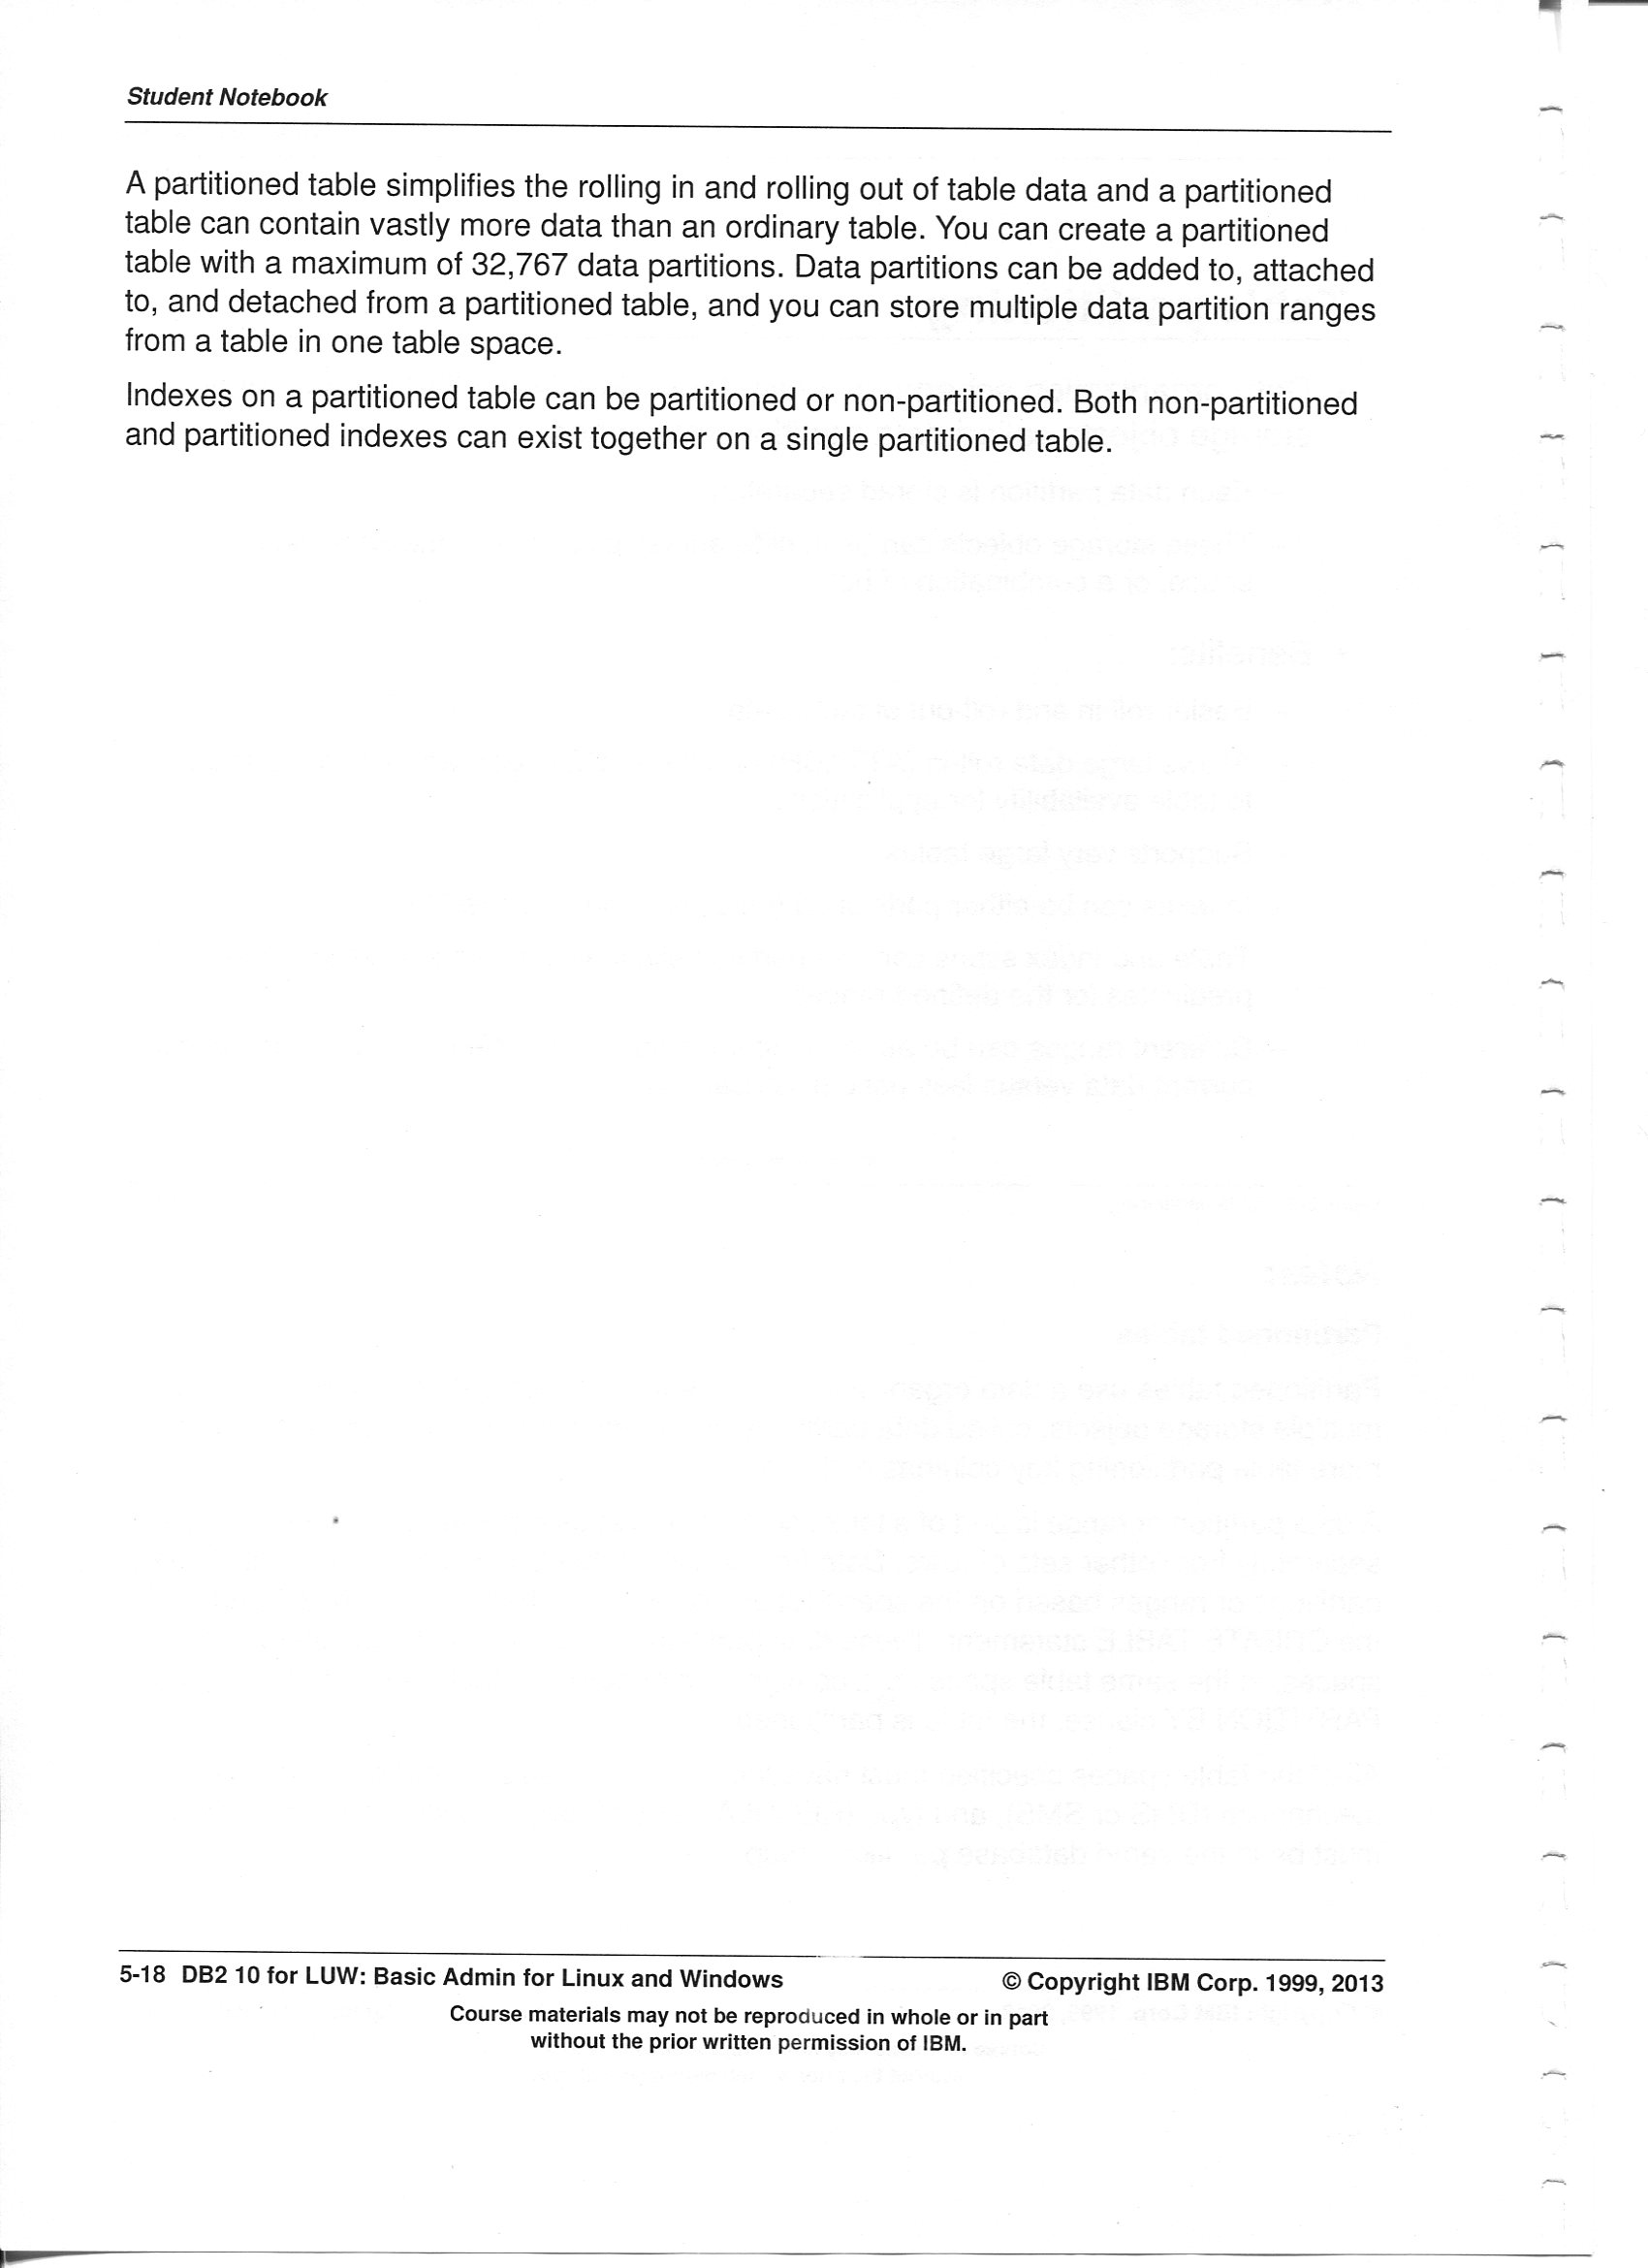 Student Notebook
A partitioned table simplifies the rolling in and rolling out of table data and a partitioned
table can contain vastly more data than an ordinary table. You can create a partitioned
table with a maximum of 32,767 data partitions. Data partitions can be added to, attached
to, and detached from a partitioned table, and you can store multiple data partition ranges
from a table in one table space.
Indexes on a partitioned table can be partitioned or non-partitioned. Both non-partitioned
and partitioned indexes can exist together on a single partitioned table.
5-18 DB2 10 for LUW: Basic Admin for Linux and Windows © Copyright IBM Corp. 1999, 2013
Course materials may not be reproduced in whole or in part
without the prior written permission of IBM.